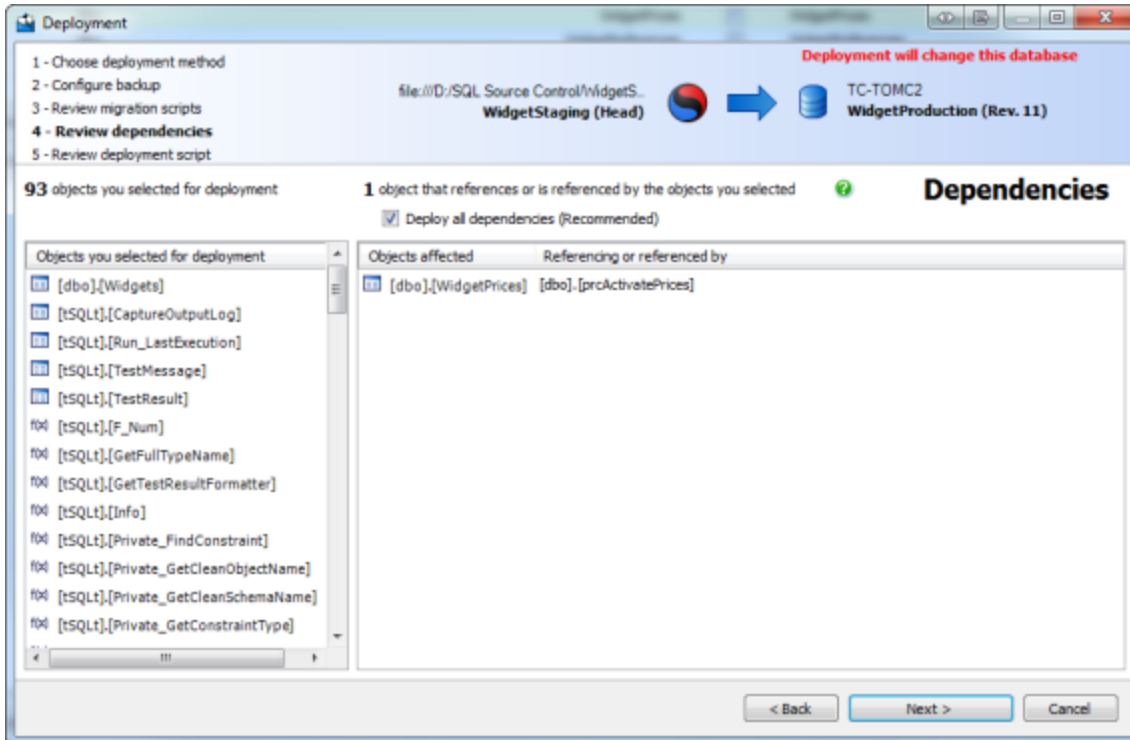 Deployment
1 - Choose deployment method
2 - Configure backup
3 - Review migration scripts
4 - Review dependencies
5 - Review deployment script
file:///D:/SQL Source Control/WidgetS...
WidgetStaging (Head)
Deployment will change this database
TC-TOMC2
WidgetProduction (Rev. 11)
93 objects you selected for deployment
1 object that references or is referenced by the objects you selected
Deploy all dependencies (Recommended)
Dependencies
Objects you selected for deployment
[dbo].[Widgets]
[tSQLt].[CaptureOutputLog]
[tSQLt].[Run_LastExecution]
[tSQLt].[TestMessage]
[tSQLt].[TestResult]
f(x) [tSQLt].[F_Num]
f(x) [tSQLt].[GetFullTypeName]
f(x) [tSQLt].[GetTestResultFormatter]
f(x) [tSQLt].[Info]
f(x) [tSQLt].[Private_FindConstraint]
f(x) [tSQLt].[Private_GetCleanObjectName]
f(x) [tSQLt].[Private_GetCleanSchemaName]
f(x) [tSQLt].[Private_GetConstraintType]
Objects affected Referencing or referenced by
[dbo].[WidgetPrices] [dbo].[prcActivatePrices]
< Back Next > Cancel